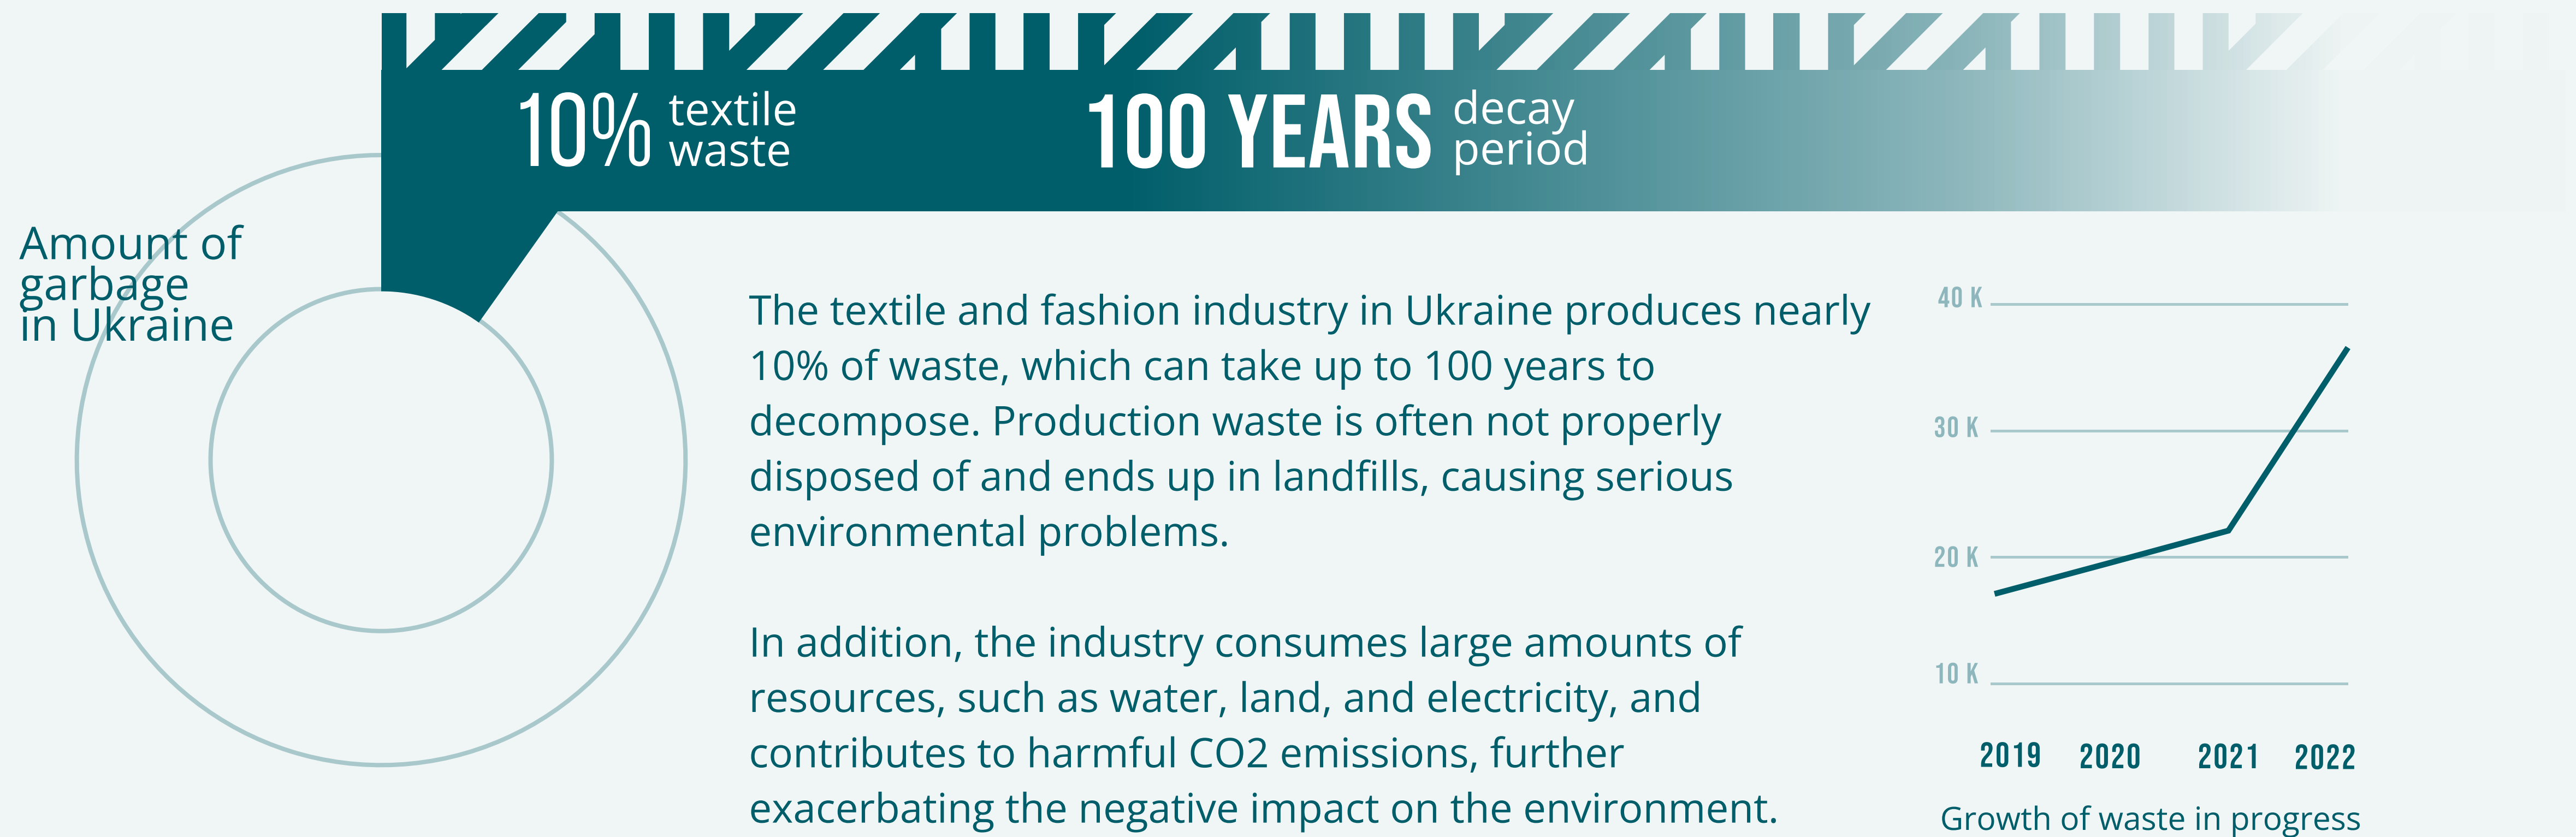 10% textile
waste
100 YEARS decay
period
Amount of
garbage
in Ukraine
The textile and fashion industry in Ukraine produces nearly
10% of waste, which can take up to 100 years to
decompose. Production waste is often not properly
disposed of and ends up in landfills, causing serious
environmental problems.
In addition, the industry consumes large amounts of
resources, such as water, land, and electricity, and
contributes to harmful CO2 emissions, further
exacerbating the negative impact on the environment.
40 K
30 K
20 K
10 K
2019 2020 2021 2022
Growth of waste in progress